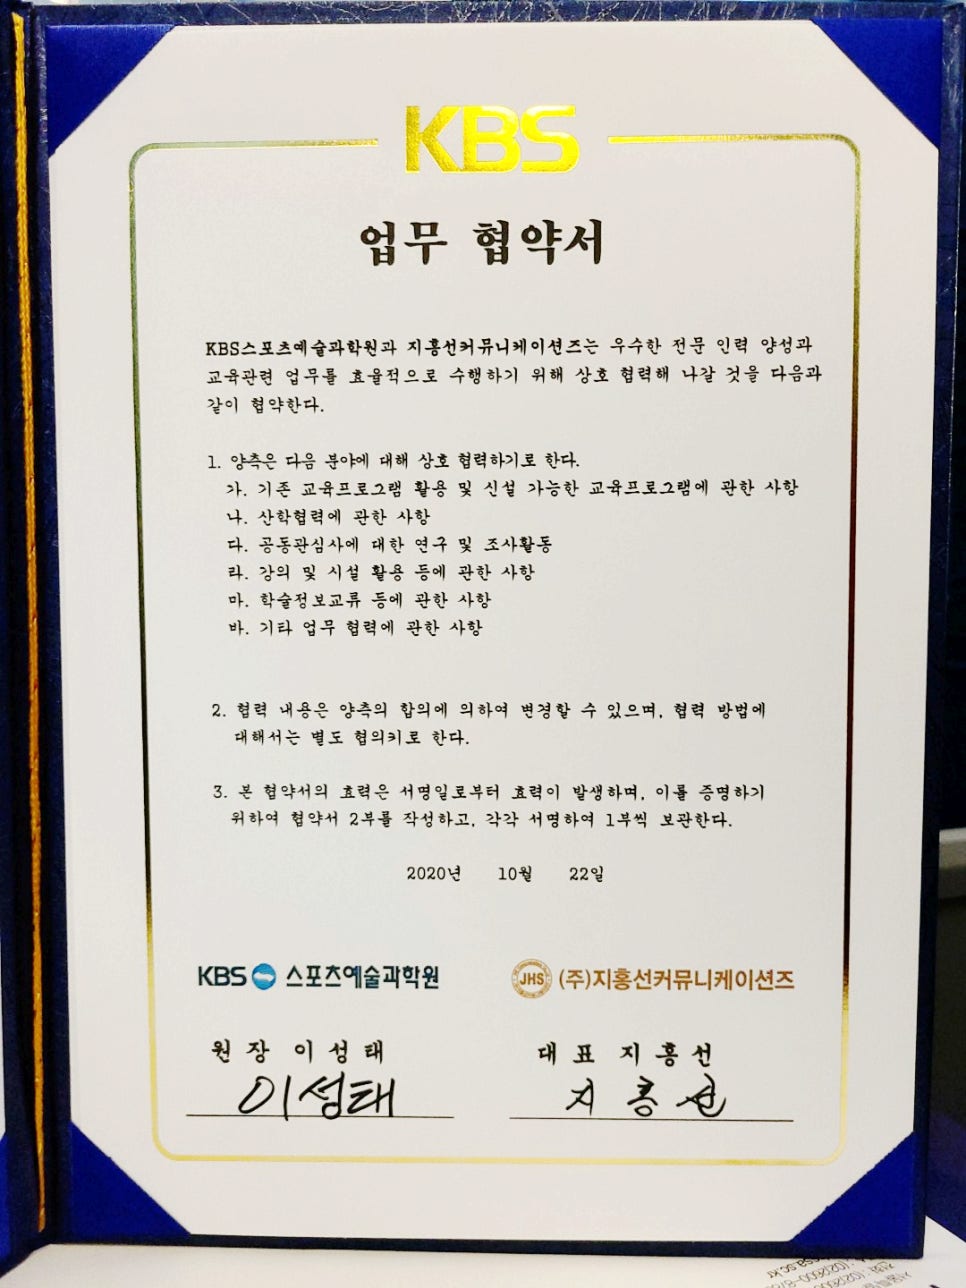 KBS
업무 협약서
KBS스포츠예술과학원과 지흥선커뮤니케이션즈는 우수한 전문 인력 양성과
교육관련 업무를 효율적으로 수행하기 위해 상호 협력해 나갈 것을 다음과
같이 협약한다.
1. 양측은 다음 분야에 대해 상호 협력하기로 한다.
가. 기존 교육프로그램 활용 및 신설 가능한 교육프로그램에 관한 사항
나. 산학협력에 관한 사항
다. 공동관심사에 대한 연구 및 조사활동
라. 강의 및 시설 활용 등에 관한 사항
마. 학술정보교류 등에 관한 사항
바. 기타 업무 협력에 관한 사항
2. 협력 내용은 양측의 합의에 의하여 변경할 수 있으며, 협력 방법에
대해서는 별도 협의키로 한다.
3. 본 협약서의 효력은 서명일로부터 효력이 발생하며, 이를 증명하기
위하여 협약서 2부를 작성하고, 각각 서명하여 1부씩 보관한다.
2020년 10월 22일
KBS 스포츠예술과학원 JHS (주)지흥선커뮤니케이션즈
원장 이성태 대표 지흥선
이성태 지흥선